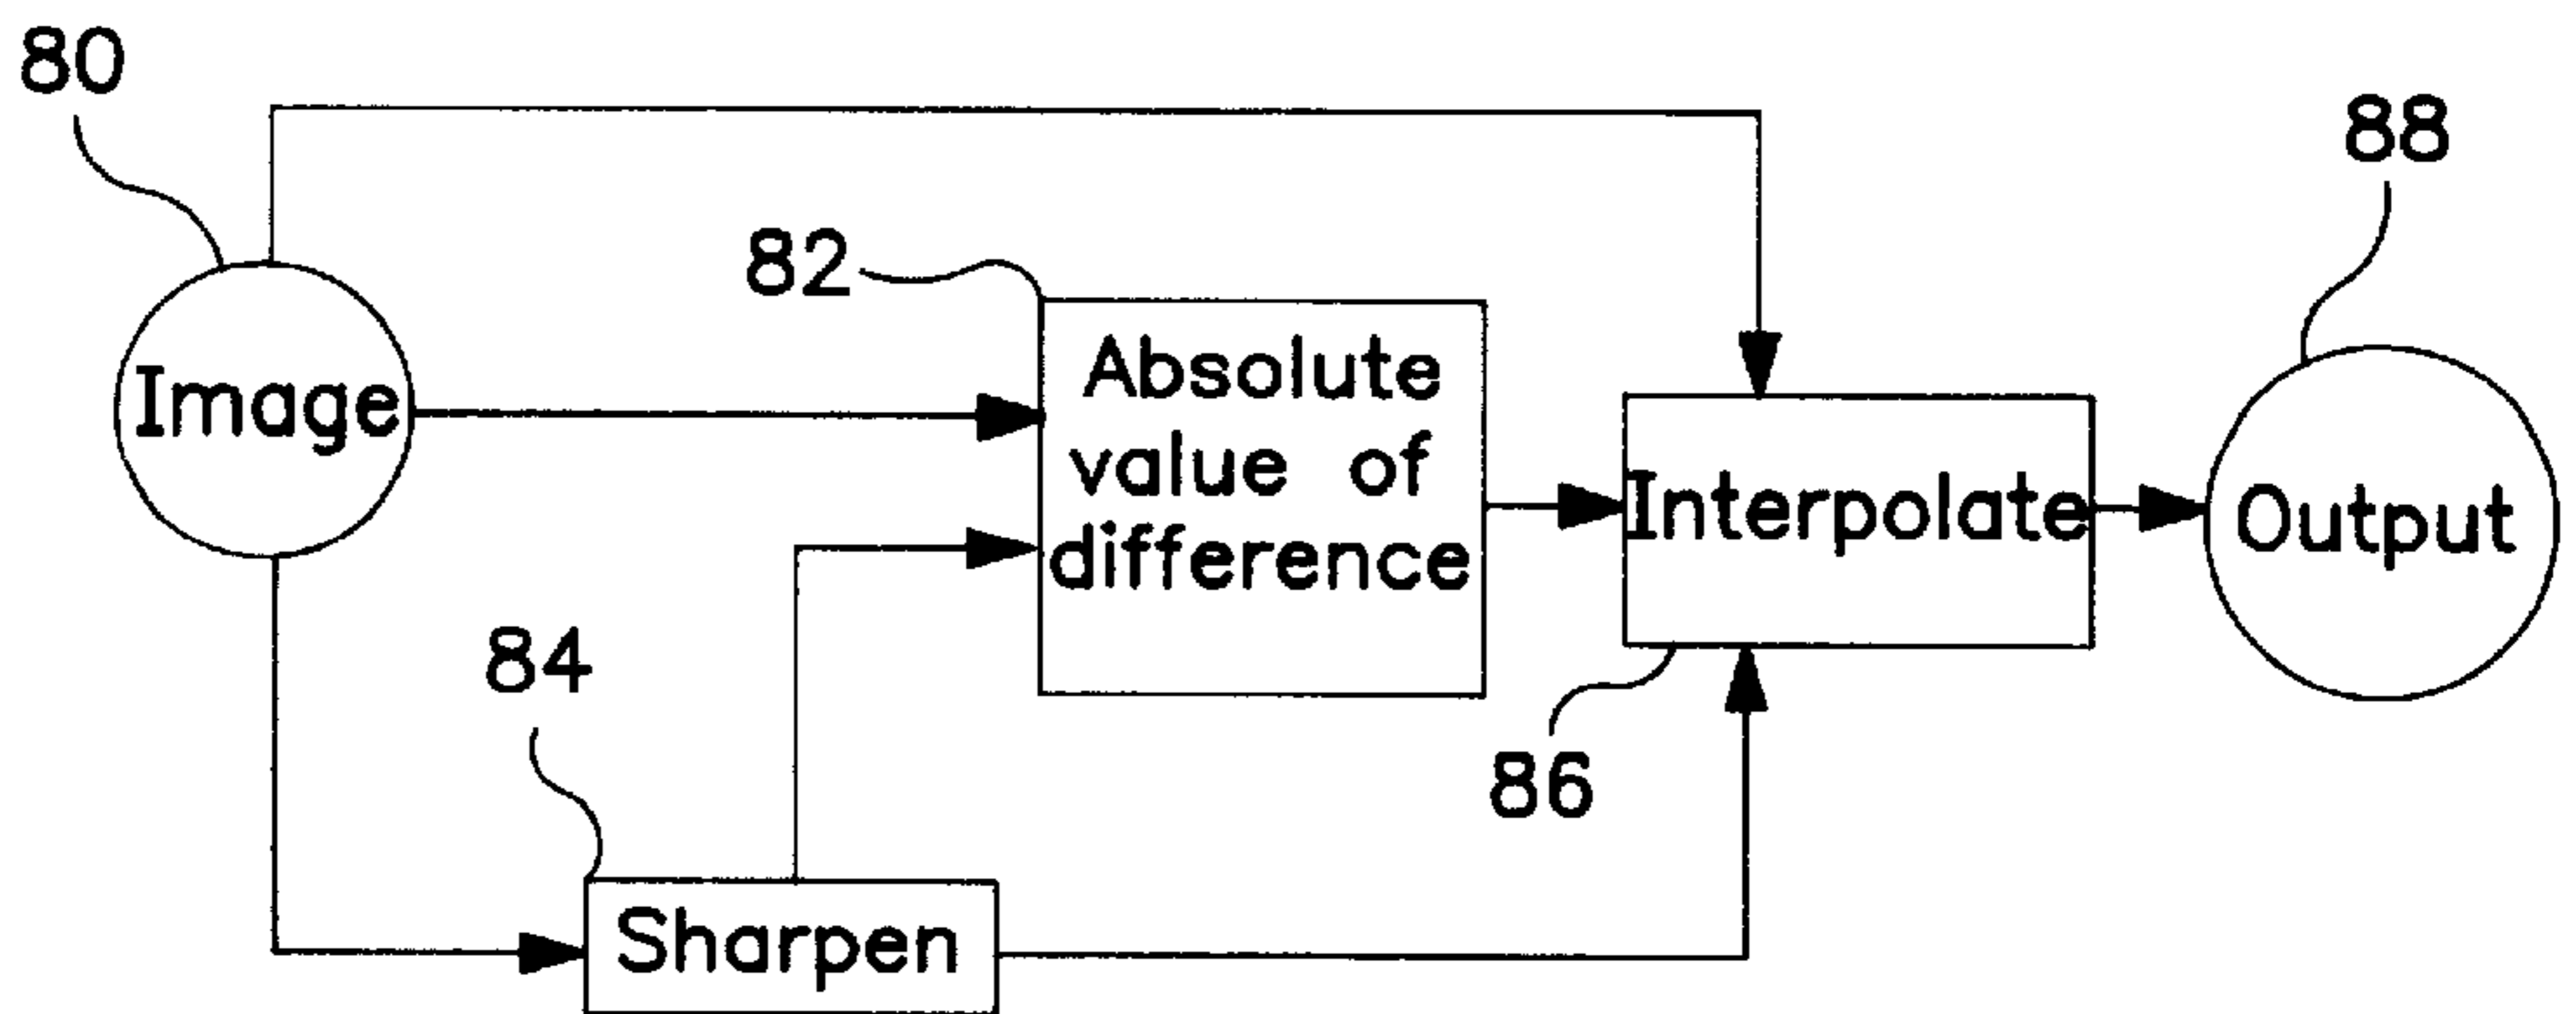 80
88
82
Image
Absolute
value of
difference
Interpolate
Output
84
86
Sharpen